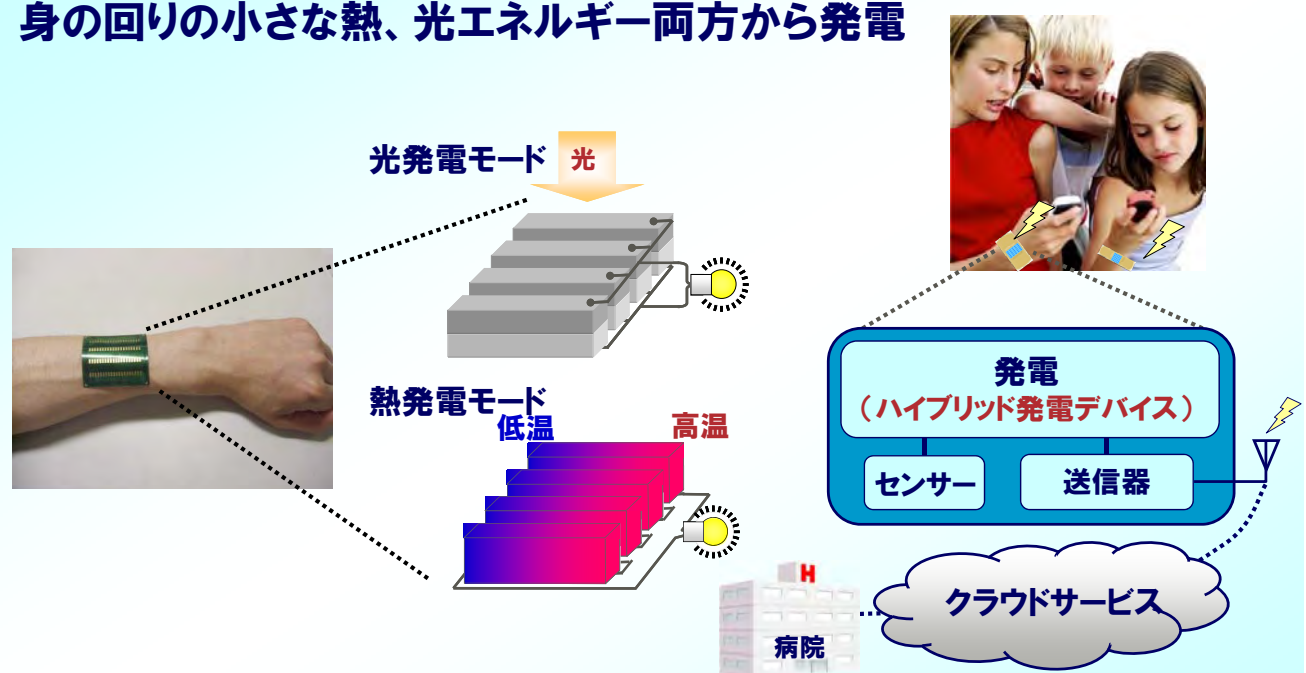 身の回りの小さな熱、光エネルギー両方から発電
光発電モード
光
熱発電モード
低温
高温
発電
（ハイブリッド発電デバイス）
センサー
送信器
クラウドサービス
H
病院